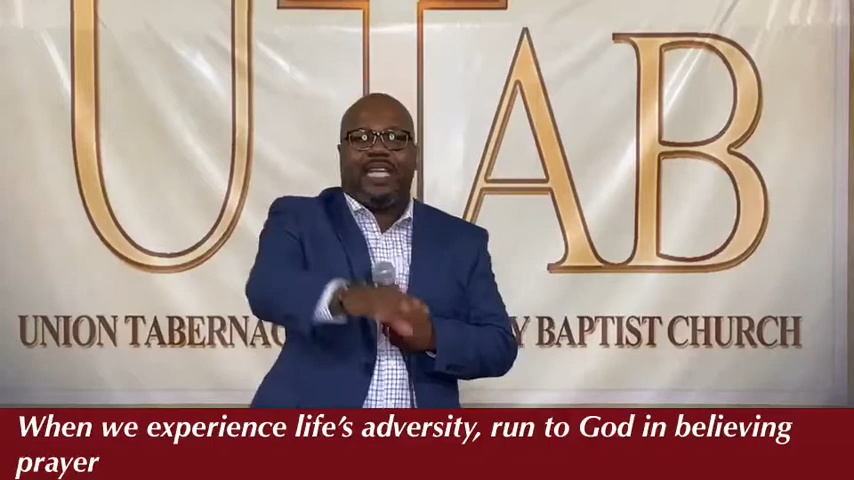 UTAB
UNION TABERNAC Y BAPTIST CHURCH
When we experience life's adversity, run to God in believing
prayer